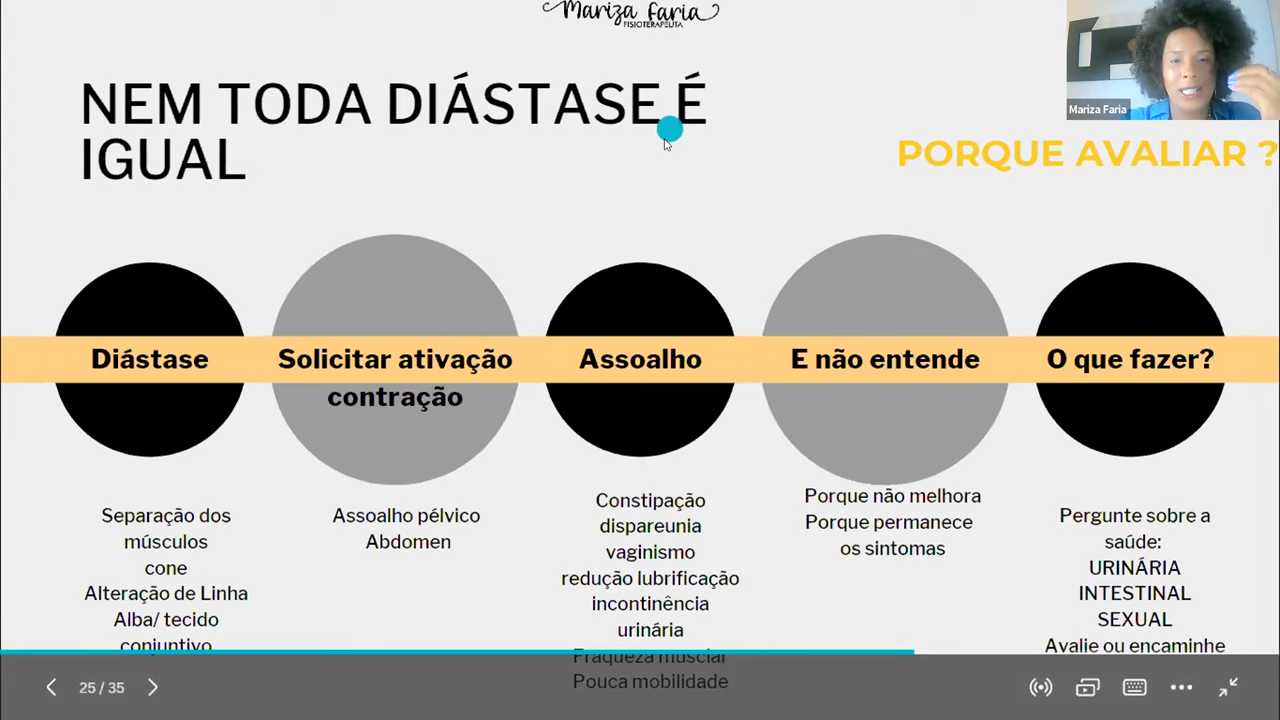 Mariza Faria
FISIOTERAPEUTA
Mariza Faria
NEM TODA DIÁSTASE É
IGUAL
PORQUE AVALIAR ?
Diástase
Solicitar ativação
contração
Assoalho
E não entende
O que fazer?
Separação dos
músculos
cone
Alteração de Linha
Alba/ tecido
conjuntivo
Assoalho pélvico
Abdomen
Constipação
dispareunia
vaginismo
redução lubrificação
incontinência
urinária
Fraqueza muscular
Pouca mobilidade
Porque não melhora
Porque permanece
os sintomas
Pergunte sobre a
saúde:
URINÁRIA
INTESTINAL
SEXUAL
Avalie ou encaminhe
25 / 35